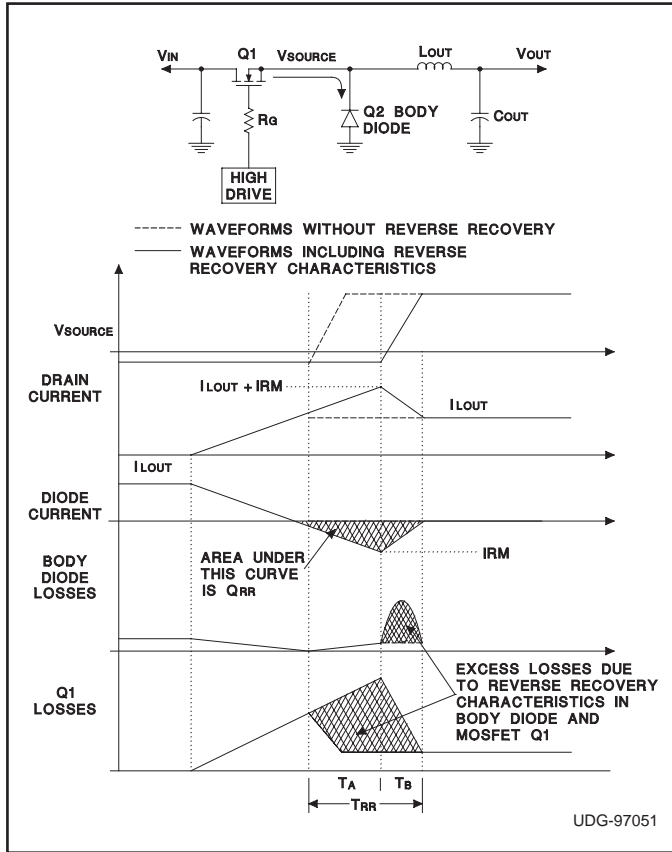 VIN
Q1
VSOURCE
LOUT
VOUT
RG
Q2 BODY
DIODE
COUT
HIGH
DRIVE
WAVEFORMS WITHOUT REVERSE RECOVERY
WAVEFORMS INCLUDING REVERSE
RECOVERY CHARACTERISTICS
VSOURCE
DRAIN
CURRENT
ILOUT + IRM
ILOUT
ILOUT
DIODE
CURRENT
AREA UNDER
THIS CURVE
IS QRR
IRM
BODY
DIODE
LOSSES
EXCESS LOSSES DUE
TO REVERSE RECOVERY
CHARACTERISTICS IN
BODY DIODE AND
MOSFET Q1
Q1
LOSSES
TA
TB
TRR
UDG-97051